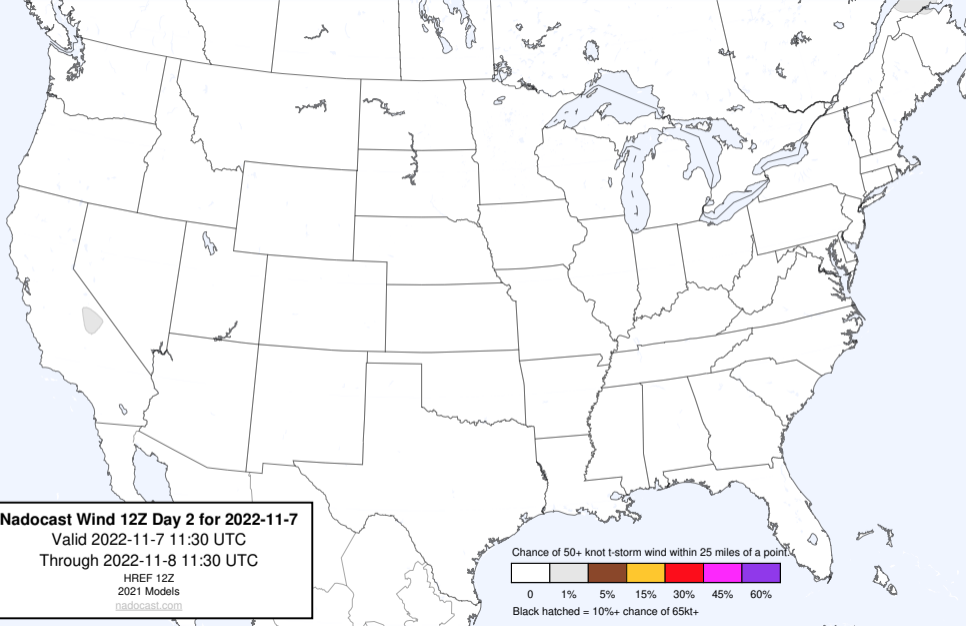 Nadocast Wind 12Z Day 2 for 2022-11-7
Valid 2022-11-7 11:30 UTC
Through 2022-11-8 11:30 UTC
HREF 12Z
2021 Models
nadocast.com
Chance of 50+ knot t-storm wind within 25 miles of a point.
0 1% 5% 15% 30% 45% 60%
Black hatched = 10%+ chance of 65kt+